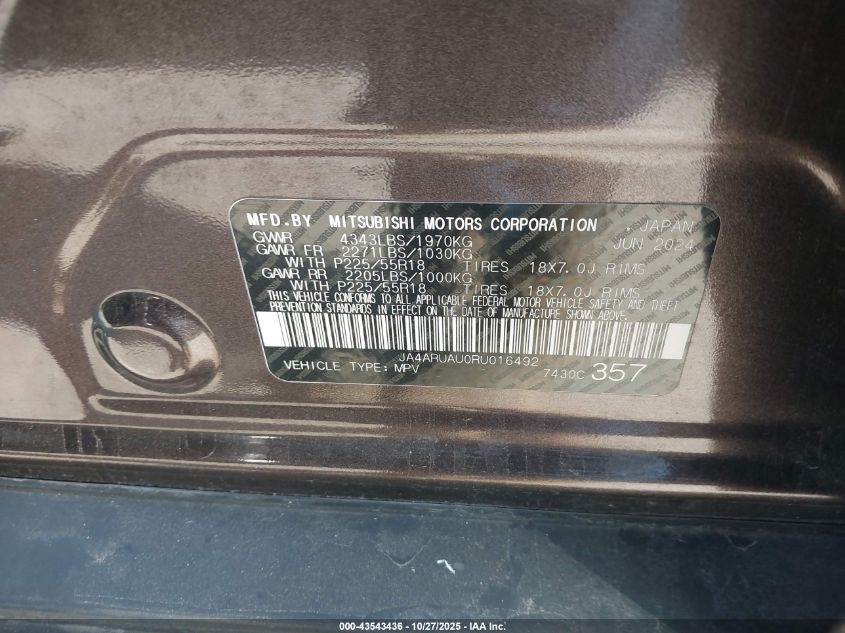 MFD.BY MITSUBISHI MOTORS CORPORATION JAPAN
GVWR 4343LBS/1970KG JUN 2024
GAWR FR 2271LBS/1030KG
WITH P225/55R18 TIRES 18X7.0J RIMS
GAWR RR 2205LBS/1000KG
WITH P225/55R18 TIRES 18X7.0J RIMS
THIS VEHICLE CONFORMS TO ALL APPLICABLE FEDERAL MOTOR VEHICLE SAFETY AND THEFT
PREVENTION STANDARDS IN EFFECT ON THE DATE OF MANUFACTURE SHOWN ABOVE.
JA4ARUAU0RU016492
VEHICLE TYPE: MPV 7430C 357
000-43543436 - 10/27/2025 - IAA Inc.